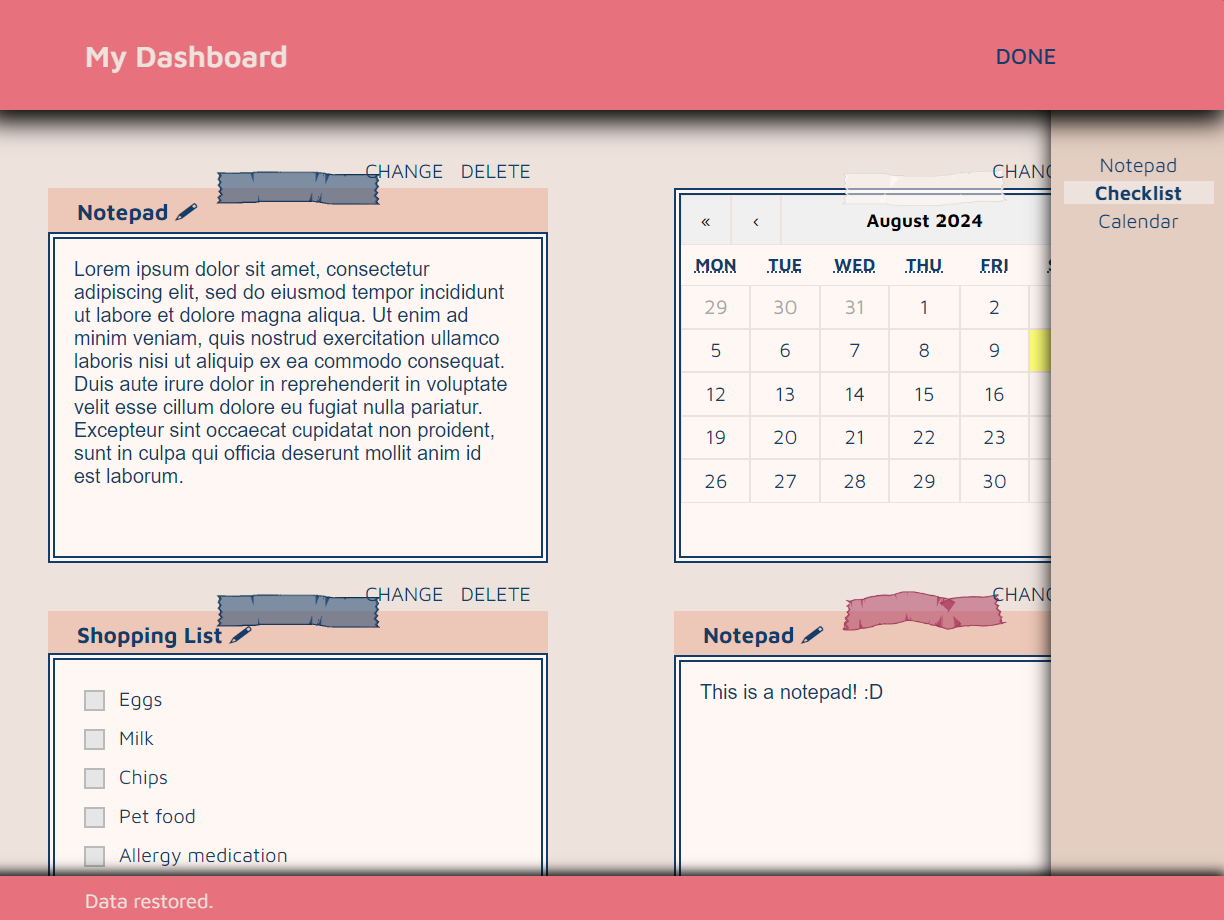 My Dashboard
DONE
CHANGE DELETE
Notepad
Lorem ipsum dolor sit amet, consectetur
adipiscing elit, sed do eiusmod tempor incididunt
ut labore et dolore magna aliqua. Ut enim ad
minim veniam, quis nostrud exercitation ullamco
laboris nisi ut aliquip ex ea commodo consequat.
Duis aute irure dolor in reprehenderit in voluptate
velit esse cillum dolore eu fugiat nulla pariatur.
Excepteur sint occaecat cupidatat non proident,
sunt in culpa qui officia deserunt mollit anim id
est laborum.
« ‹ August 2024
MON TUE WED THU FRI
29 30 31 1 2
5 6 7 8 9
12 13 14 15 16
19 20 21 22 23
26 27 28 29 30
Notepad
Checklist
Calendar
CHANGE DELETE
Shopping List
Eggs
Milk
Chips
Pet food
Allergy medication
Notepad
This is a notepad! :D
Data restored.